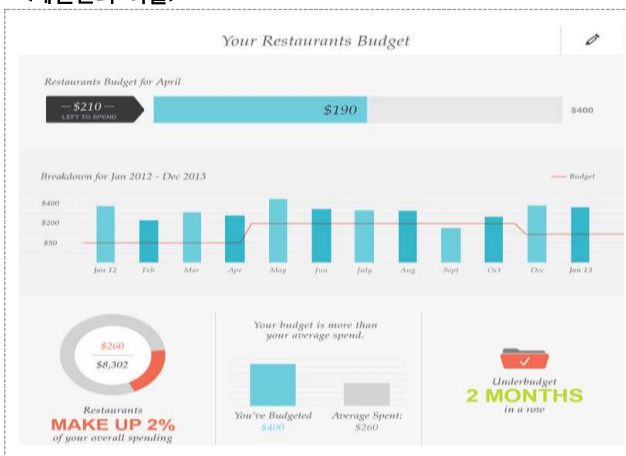 Your Restaurants Budget
Restaurants Budget for April
— $210 —
LEFT TO SPEND
$190
$400
Breakdown for Jan 2012 - Dec 2013
Budget
$400
$200
$50
Jan 12 Feb Mar Apr May Jun July Aug Sept Oct Dec Jan 13
$260
$8,302
Restaurants
MAKE UP 2%
of your overall spending
Your budget is more than
your average spend.
You've Budgeted
$400
Average Spent:
$260
Underbudget
2 MONTHS
in a row